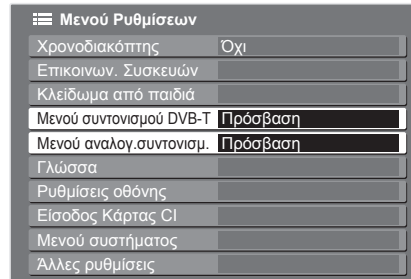 Μενού Ρυθμίσεων
Χρονοδιακόπτης Όχι
Επικοινων. Συσκευών
Κλείδωμα από παιδιά
Μενού συντονισμού DVB-T Πρόσβαση
Μενού αναλογ.συντονισμ. Πρόσβαση
Γλώσσα
Ρυθμίσεις οθόνης
Είσοδος Κάρτας CI
Μενού συστήματος
Άλλες ρυθμίσεις